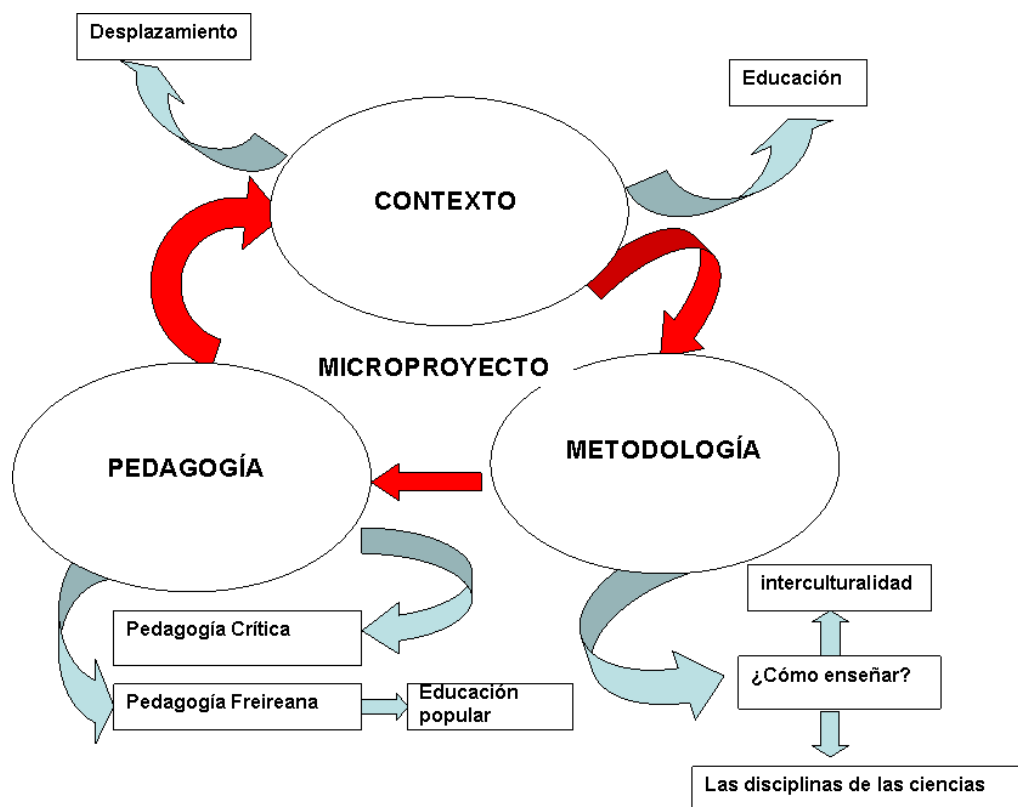 Desplazamiento
Educación
CONTEXTO
MICROPROYECTO
METODOLOGÍA
PEDAGOGÍA
interculturalidad
Pedagogía Crítica
¿Cómo enseñar?
Pedagogía Freireana
Educación
popular
Las disciplinas de las ciencias